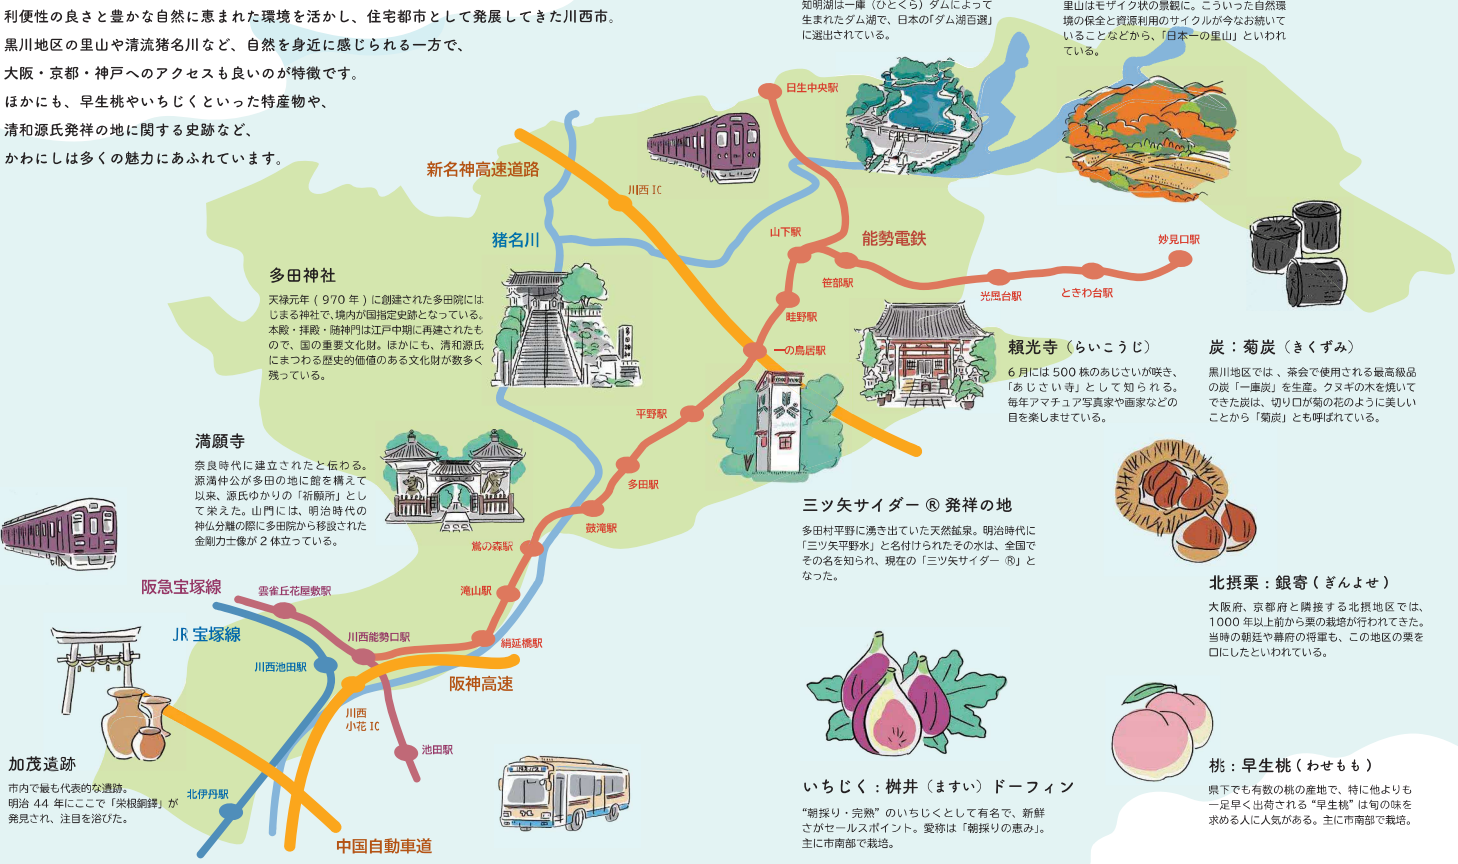 利便性の良さと豊かな自然に恵まれた環境を活かし、住宅都市として発展してきた川西市。
黒川地区の里山や清流猪名川など、自然を身近に感じられる一方で、
大阪・京都・神戸へのアクセスも良いのが特徴です。
ほかにも、早生桃やいちじくといった特産物や、
清和源氏発祥の地に関する史跡など、
かわにしは多くの魅力にあふれています。
知明湖は一庫（ひとくら）ダムによって
生まれたダム湖で、日本の「ダム湖百選」
に選出されている。
里山はモザイク状の景観に。こういった自然環
境の保全と資源利用のサイクルが今なお続いて
いることなどから、「日本一の里山」といわれ
ている。
日生中央駅
新名神高速道路
川西 IC
猪名川
山下駅
能勢電鉄
妙見口駅
笹部駅
光風台駅
ときわ台駅
畦野駅
一の鳥居駅
平野駅
多田駅
鼓滝駅
鴬の森駅
滝山駅
絹延橋駅
多田神社
天禄元年 ( 970 年 ) に創建された多田院には
じまる神社で、境内が国指定史跡となっている。
本殿・拝殿・随神門は江戸中期に再建されたも
ので、国の重要文化財。ほかにも、清和源氏
にまつわる歴史的価値のある文化財が数多く
残っている。
多田神社
頼光寺（らいこうじ）
6 月には 500 株のあじさいが咲き、
「あじさい寺」として知られる。
毎年アマチュア写真家や画家などの
目を楽しませている。
炭：菊炭（きくずみ）
黒川地区では 、茶会で使用される最高級品
の炭「一庫炭」を生産。クヌギの木を焼いて
できた炭は、切り口が菊の花のように美しい
ことから「菊炭」とも呼ばれている。
満願寺
奈良時代に建立されたと伝わる。
源満仲公が多田の地に館を構えて
以来、源氏ゆかりの「祈願所」とし
て栄えた。山門には、明治時代の
神仏分離の際に多田院から移設された
金剛力士像が 2 体立っている。
三ツ矢サイダー ® 発祥の地
多田村平野に湧き出ていた天然鉱泉。明治時代に
「三ツ矢平野水」と名付けられたその水は、全国で
その名を知られ、現在の「三ツ矢サイダー ®」と
なった。
北摂栗：銀寄（ぎんよせ）
大阪府、京都府と隣接する北摂地区では、
1000 年以上前から栗の栽培が行われてきた。
当時の朝廷や幕府の将軍も、この地区の栗を
口にしたといわれている。
阪急宝塚線
雲雀丘花屋敷駅
JR 宝塚線
川西能勢口駅
川西池田駅
阪神高速
川西
小花 IC
池田駅
北伊丹駅
中国自動車道
加茂遺跡
市内で最も代表的な遺跡。
明治 44 年にここで「栄根銅鐸」が
発見され、注目を浴びた。
いちじく：桝井（ますい）ドーフィン
“朝採り・完熟” のいちじくとして有名で、新鮮
さがセールスポイント。愛称は「朝採りの恵み」。
主に市南部で栽培。
桃：早生桃（わせもも）
県下でも有数の桃の産地で、特に他よりも
一足早く出荷される “早生桃” は旬の味を
求める人に人気がある。主に市南部で栽培。